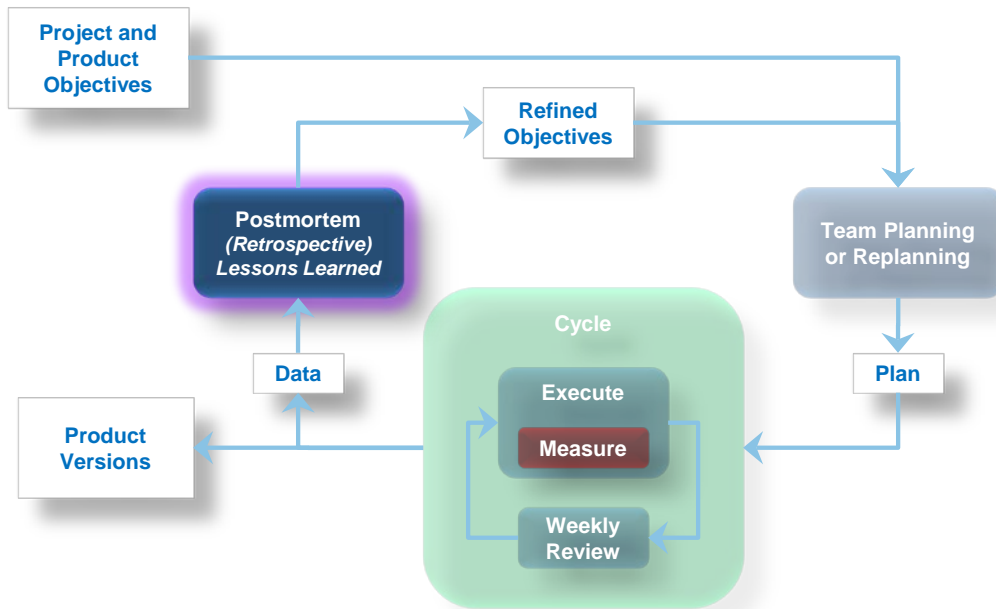 Project and
Product
Objectives
Refined
Objectives
Postmortem
(Retrospective)
Lessons Learned
Team Planning
or Replanning
Cycle
Data
Execute
Plan
Product
Versions
Measure
Weekly
Review